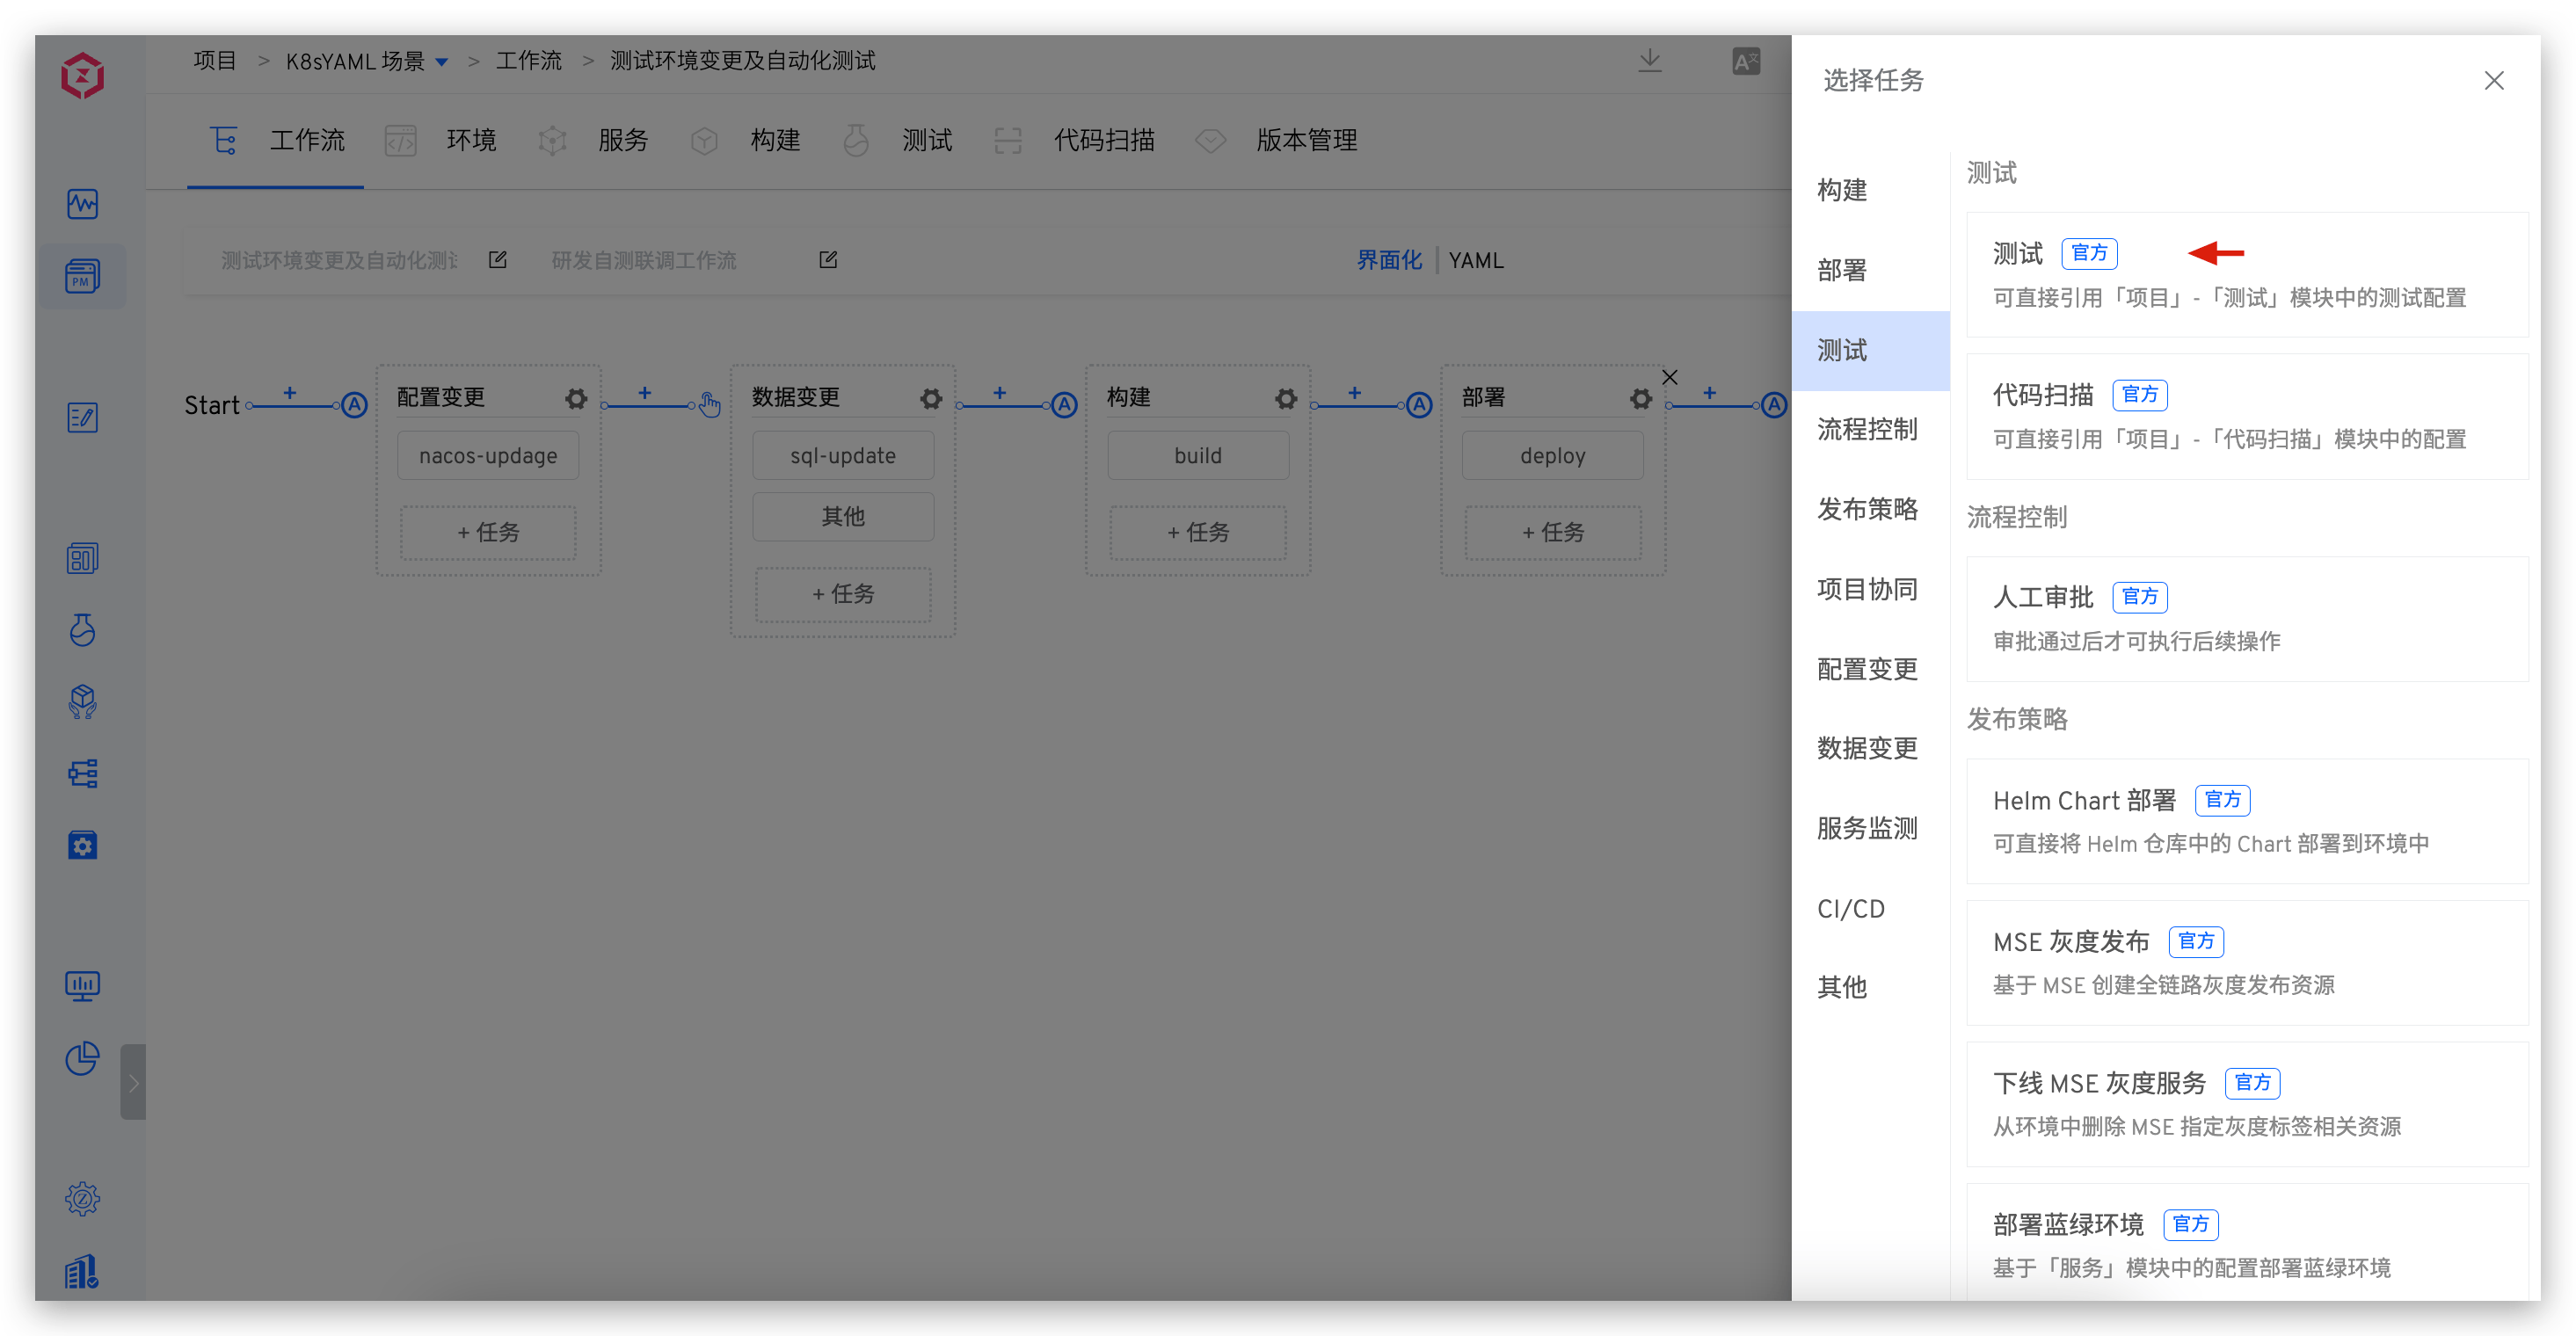 项目 > K8sYAML 场景 > 工作流 > 测试环境变更及自动化测试
工作流 环境 服务 构建 测试 代码扫描 版本管理
PM
测试环境变更及自动化测 研发自测联调工作流 界面化 YAML
Start + A 配置变更 + 数据变更 + A 构建 + A 部署 + A
nacos-updage sql-update build deploy
其他
+ 任务 + 任务 + 任务
+ 任务
选择任务
构建
部署
测试
流程控制
发布策略
项目协同
配置变更
数据变更
服务监测
CI/CD
其他
测试
测试 官方
可直接引用「项目」-「测试」模块中的测试配置
代码扫描 官方
可直接引用「项目」-「代码扫描」模块中的配置
流程控制
人工审批 官方
审批通过后才可执行后续操作
发布策略
Helm Chart 部署 官方
可直接将 Helm 仓库中的 Chart 部署到环境中
MSE 灰度发布 官方
基于 MSE 创建全链路灰度发布资源
下线 MSE 灰度服务 官方
从环境中删除 MSE 指定灰度标签相关资源
部署蓝绿环境 官方
基于「服务」模块中的配置部署蓝绿环境